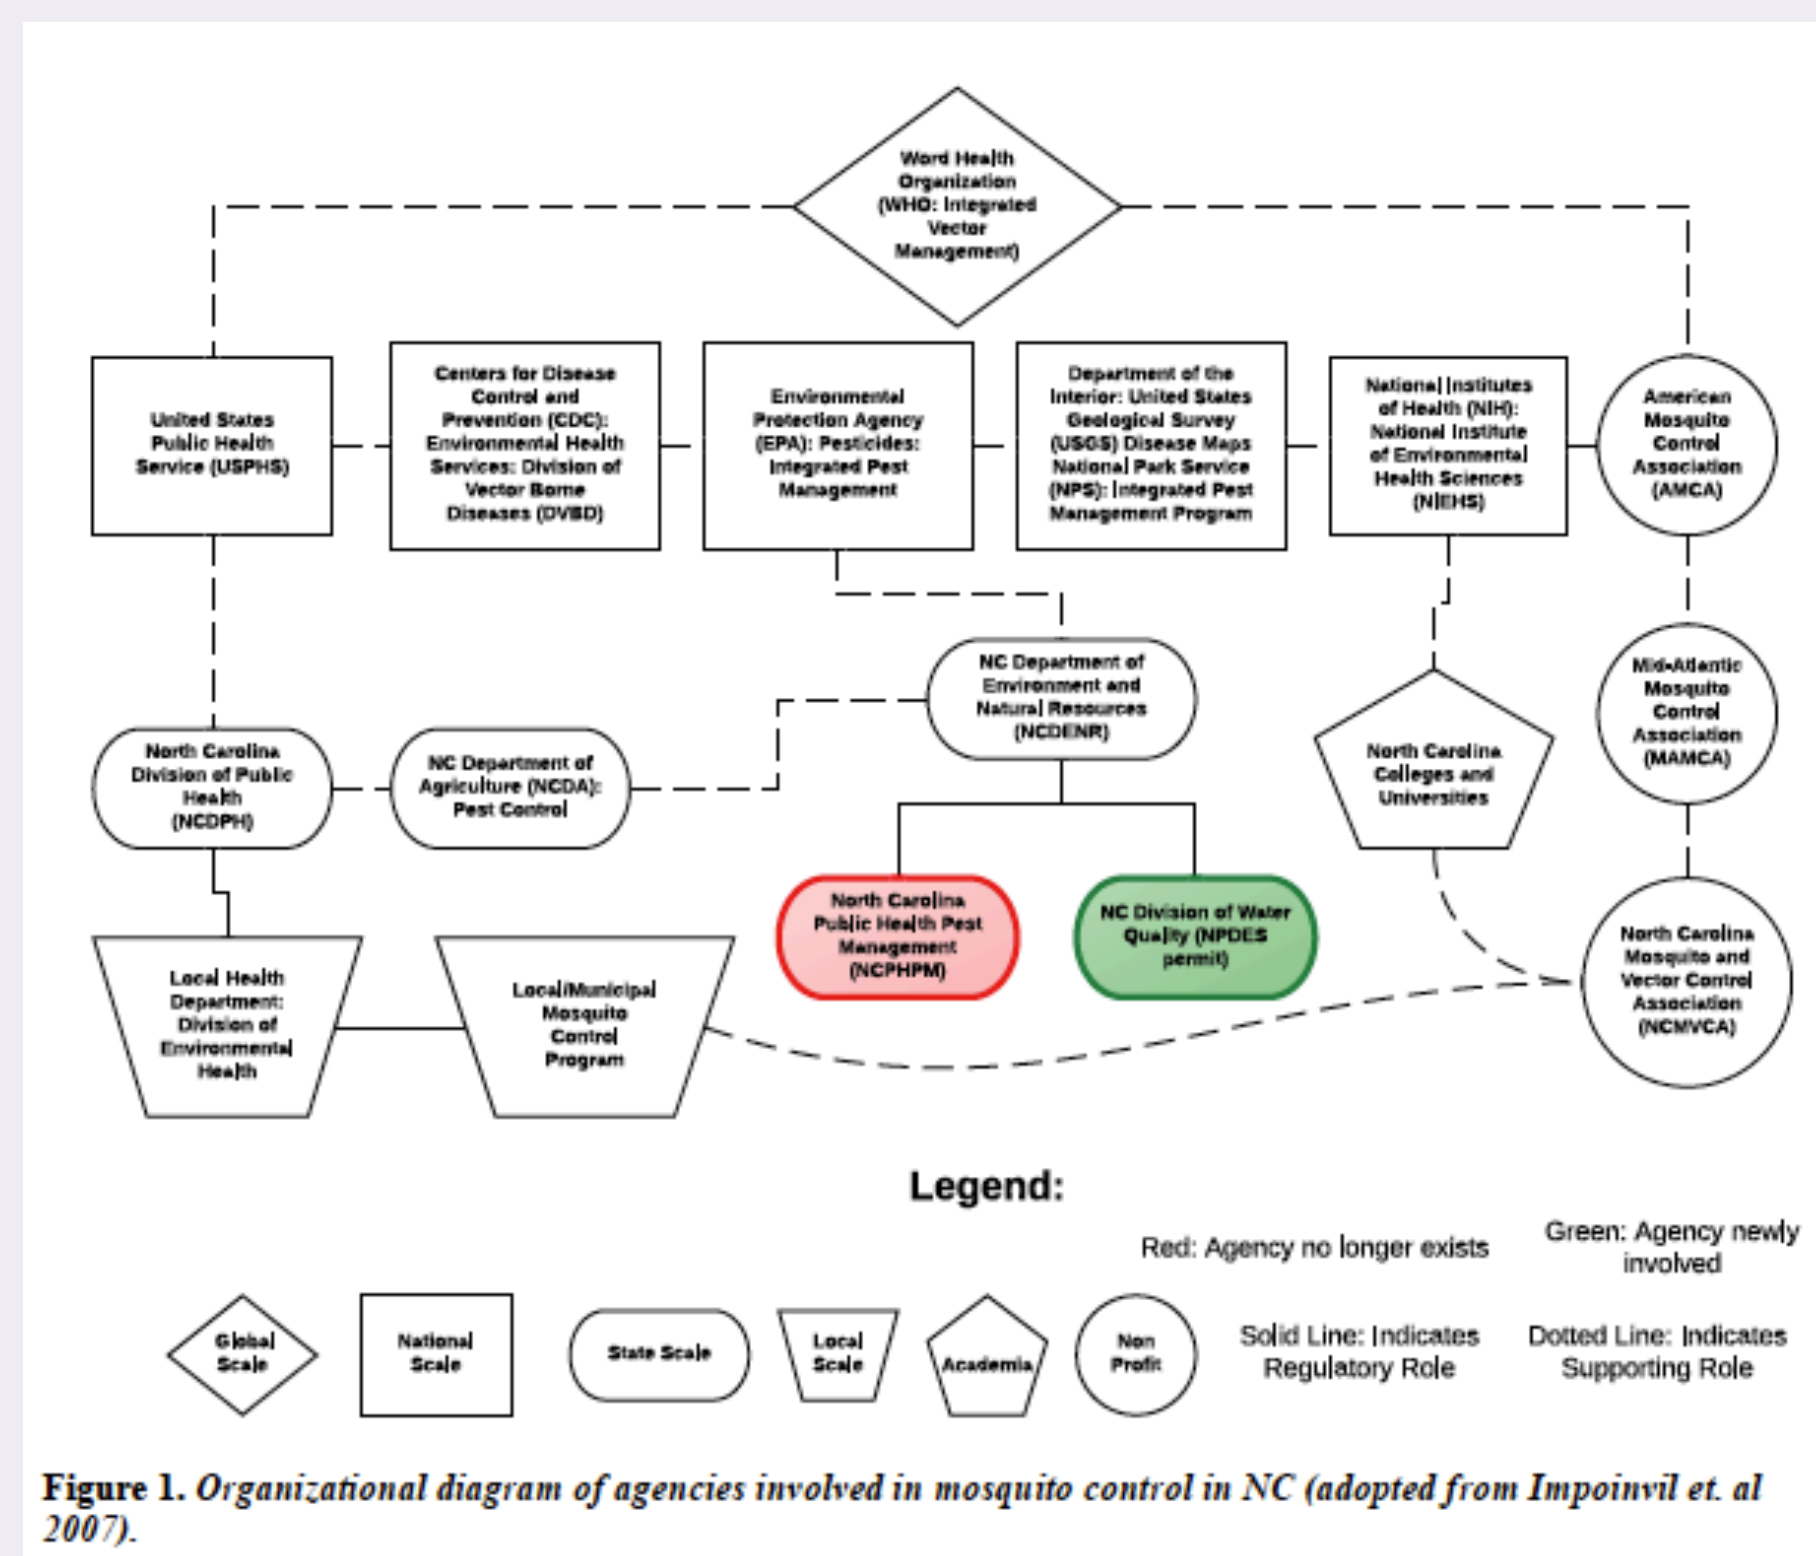 Word Health
Organization
(WHO: Integrated
Vector
Management)
United States
Public Health
Service (USPHS)
Centers for Disease
Control and
Prevention (CDC):
Environmental Health
Services: Division of
Vector Borne
Diseases (DVBD)
Environmental
Protection Agency
(EPA): Pesticides:
Integrated Pest
Management
Department of the
Interior: United States
Geological Survey
(USGS) Disease Maps
National Park Service
(NPS): Integrated Pest
Management Program
National Institutes
of Health (NIH):
National Institute
of Environmental
Health Sciences
(NIEHS)
American
Mosquito
Control
Association
(AMCA)
NC Department of
Environment and
Natural Resources
(NCDENR)
Mid-Atlantic
Mosquito
Control
Association
(MAMCA)
North Carolina
Division of Public
Health
(NCDPH)
NC Department of
Agriculture (NCDA):
Pest Control
North Carolina
Colleges and
Universities
North Carolina
Public Health Pest
Management
(NCPHPM)
NC Division of Water
Quality (NPDES
permit)
North Carolina
Mosquito and
Vector Control
Association
(NCMVCA)
Local Health
Department:
Division of
Environmental
Health
Local/Municipal
Mosquito
Control
Program
Legend:
Red: Agency no longer exists
Green: Agency newly
involved
Global
Scale
National
Scale
State Scale
Local
Scale
Academia
Non
Profit
Solid Line: Indicates
Regulatory Role
Dotted Line: Indicates
Supporting Role
Figure 1. Organizational diagram of agencies involved in mosquito control in NC (adopted from Impoinvil et. al
2007).